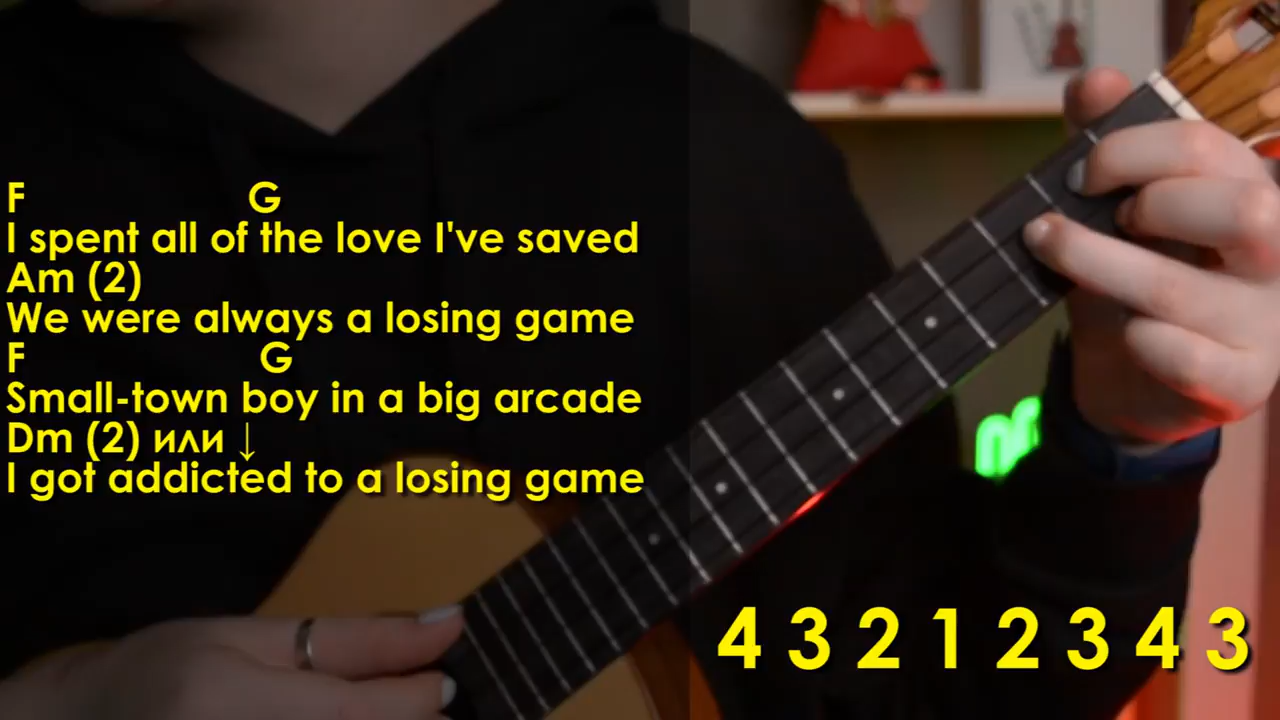 F G
I spent all of the love I've saved
Am (2)
We were always a losing game
F G
Small-town boy in a big arcade
Dm (2) или ↓
I got addicted to a losing game
4 3 2 1 2 3 4 3